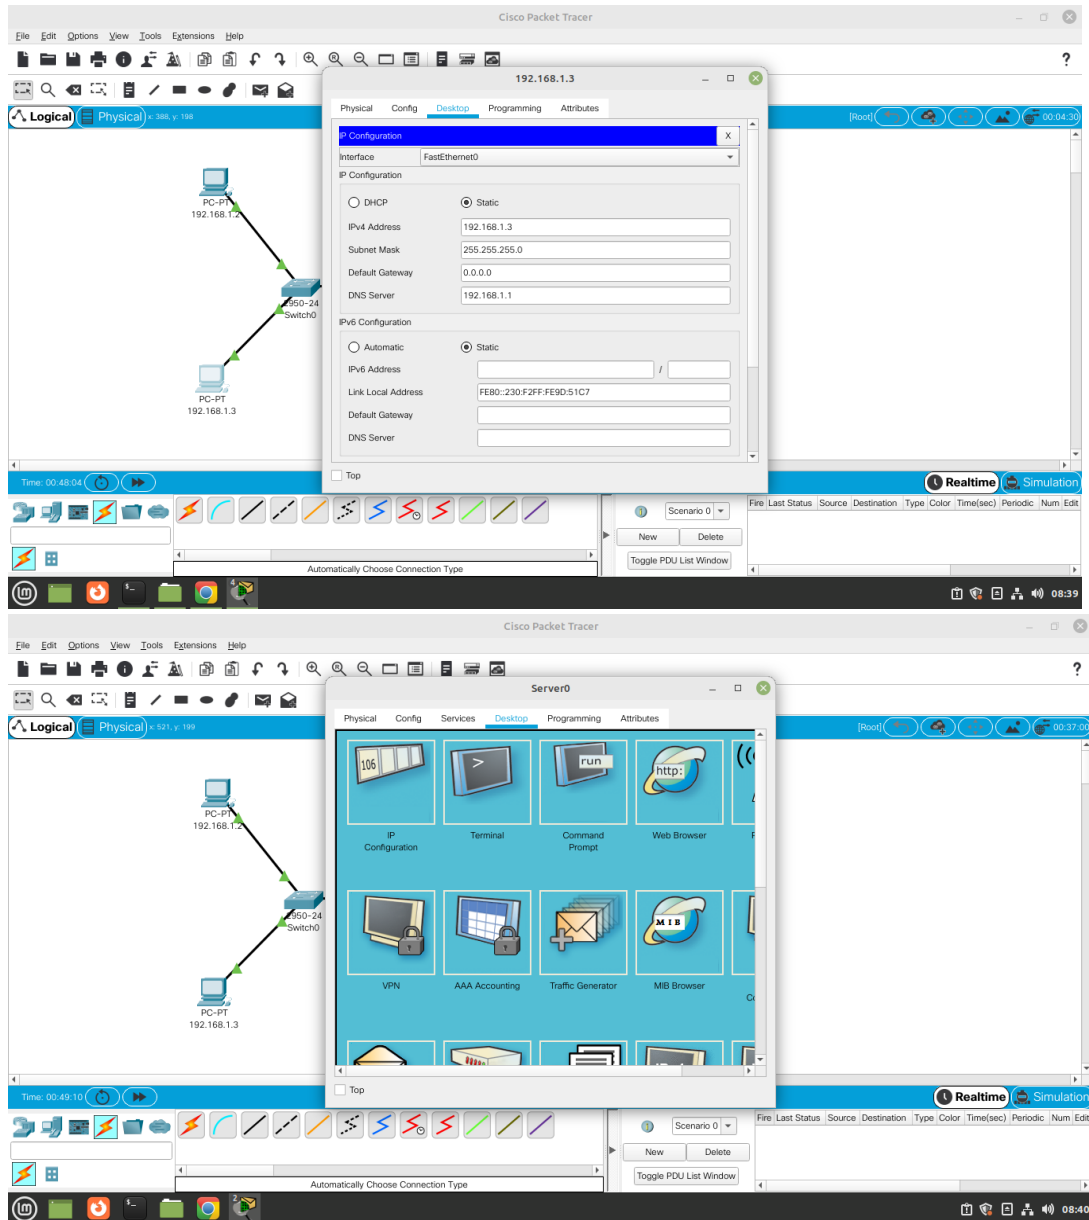 Cisco Packet Tracer
File Edit Options View Tools Extensions Help
?
192.168.1.3
Logical Physical x: 388, y: 198
[Root] 00:04:30
Physical Config Desktop Programming Attributes
IP Configuration X
Interface FastEthernet0
IP Configuration
DHCP Static
IPv4 Address 192.168.1.3
Subnet Mask 255.255.255.0
Default Gateway 0.0.0.0
DNS Server 192.168.1.1
IPv6 Configuration
Automatic Static
IPv6 Address /
Link Local Address FE80::230:F2FF:FE9D:51C7
Default Gateway
DNS Server
Top
PC-PT
192.168.1.2
2950-24
Switch0
PC-PT
192.168.1.3
Time: 00:48:04
Realtime Simulation
Scenario 0
New Delete
Toggle PDU List Window
Fire Last Status Source Destination Type Color Time(sec) Periodic Num Edit
Automatically Choose Connection Type
4
08:39
Cisco Packet Tracer
File Edit Options View Tools Extensions Help
?
Server0
Logical Physical x: 521, y: 199
[Root] 00:37:00
Physical Config Services Desktop Programming Attributes
106
>
run
http:
IP
Configuration
Terminal
Command
Prompt
Web Browser
MIB
VPN
AAA Accounting
Traffic Generator
MIB Browser
Top
PC-PT
192.168.1.2
2950-24
Switch0
PC-PT
192.168.1.3
Time: 00:49:10
Realtime Simulation
Scenario 0
New Delete
Toggle PDU List Window
Fire Last Status Source Destination Type Color Time(sec) Periodic Num Edit
Automatically Choose Connection Type
2
08:40